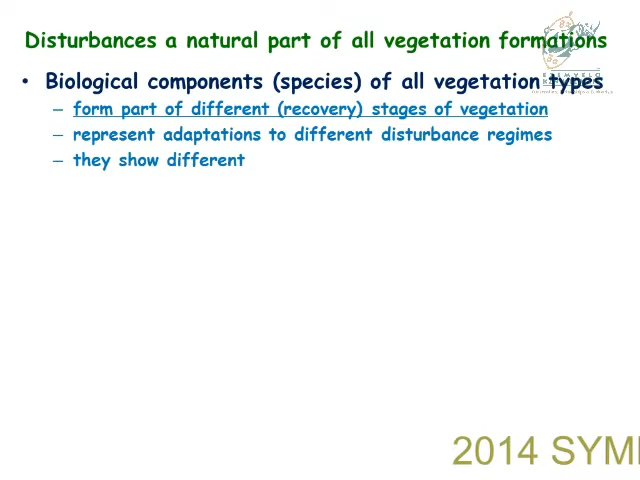 Disturbances a natural part of all vegetation formations
• Biological components (species) of all vegetation types
– form part of different (recovery) stages of vegetation
– represent adaptations to different disturbance regimes
– they show different
2014 SYM